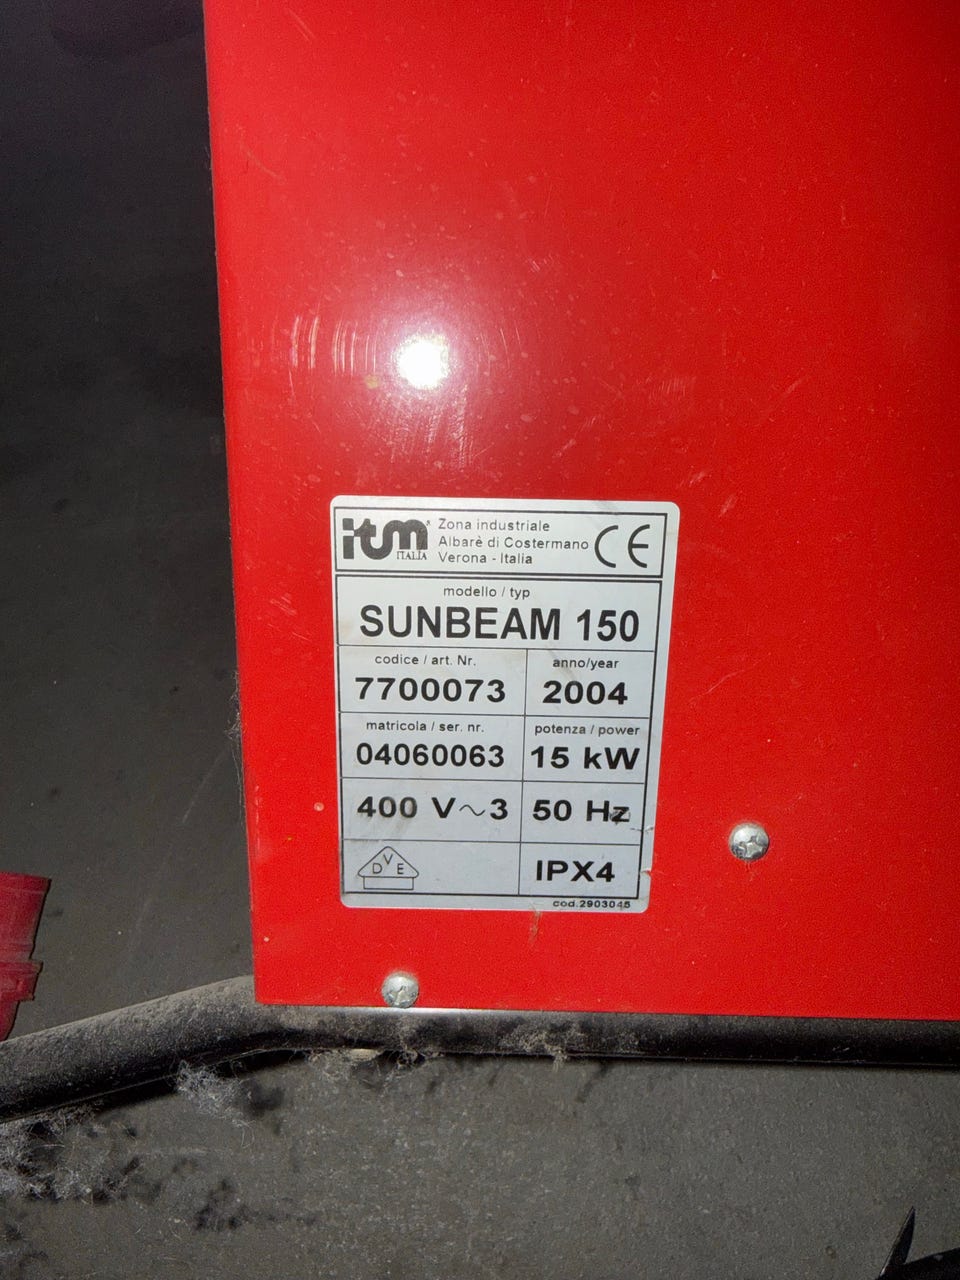 itm
ITALIA
Zona industriale
Albarè di Costermano
Verona - Italia
CE
modello / typ
SUNBEAM 150
codice / art. Nr.
7700073
anno/year
2004
matricola / ser. nr.
04060063
potenza / power
15 kW
400 V~3
50 Hz
DVE
IPX4
cod.2903045